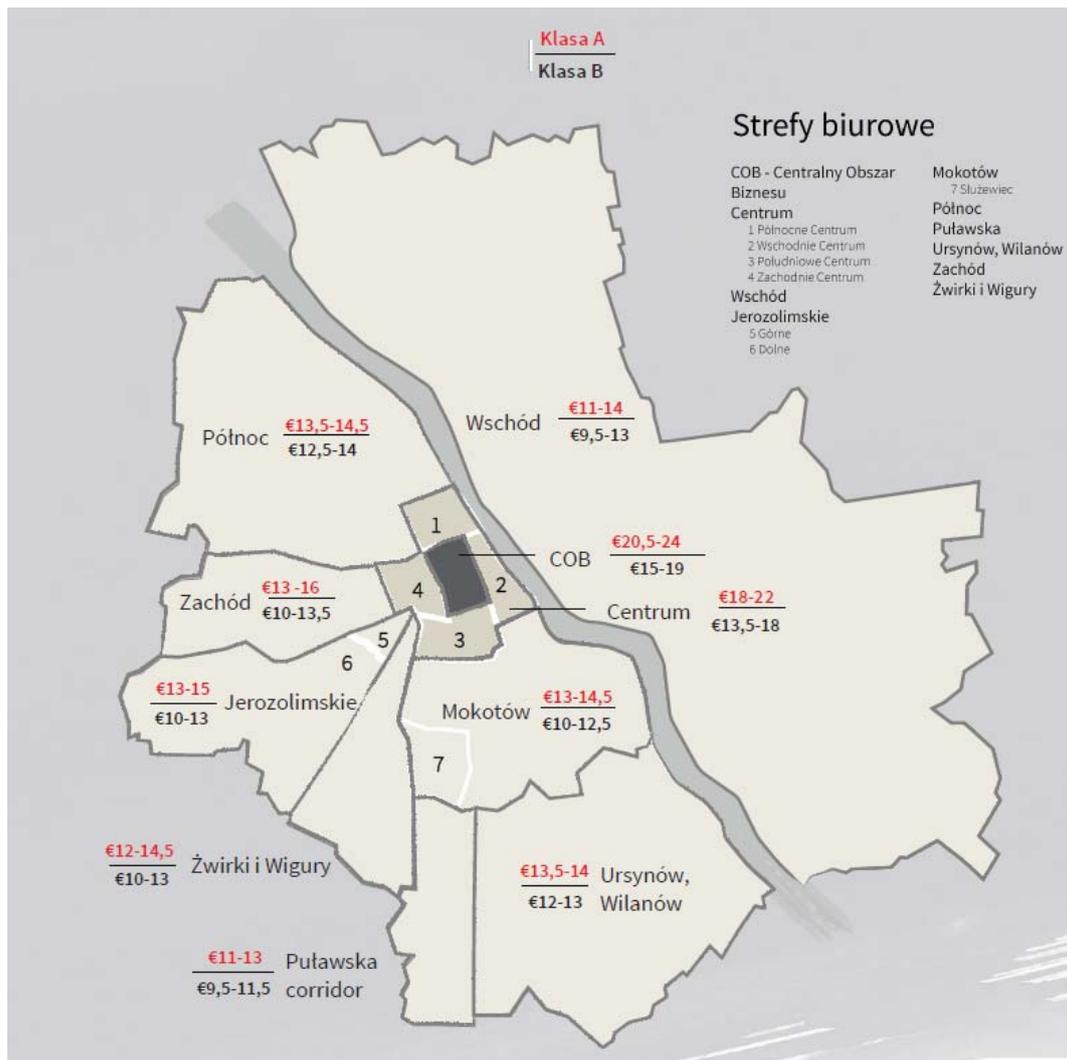 Klasa A
Klasa B
Strefy biurowe
COB - Centralny Obszar
Biznesu
Centrum
1 Północne Centrum
2 Wschodnie Centrum
3 Południowe Centrum
4 Zachodnie Centrum
Wschód
Jerozolimskie
5 Górne
6 Dolne
Mokotów
7 Służewiec
Północ
Puławska
Ursynów, Wilanów
Zachód
Żwirki i Wigury
Północ
€13,5-14,5
€12,5-14
Wschód
€11-14
€9,5-13
1
COB
€20,5-24
€15-19
4
2
Zachód
€13 -16
€10-13,5
Centrum
€18-22
€13,5-18
5
3
6
€13-15
€10-13
Jerozolimskie
Mokotów
€13-14,5
€10-12,5
7
€12-14,5
€10-13
Żwirki i Wigury
€13,5-14
€12-13
Ursynów,
Wilanów
€11-13
€9,5-11,5
Puławska
corridor